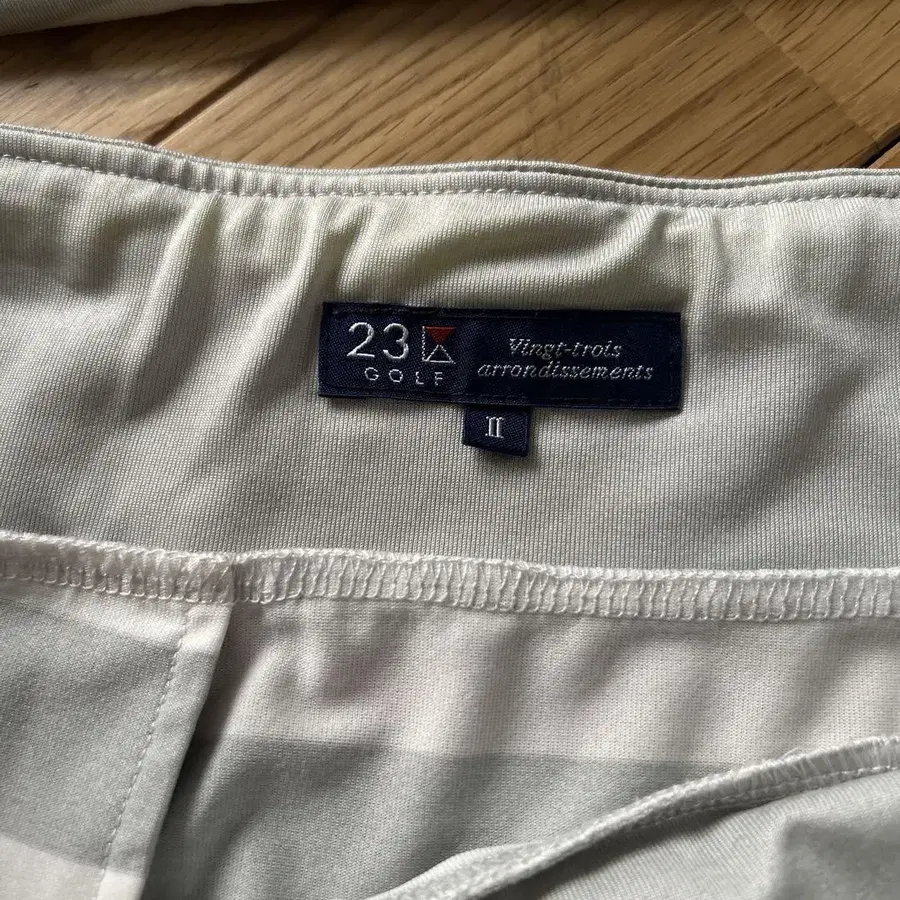 23
GOLF
Vingt-trois
arrondissements
II